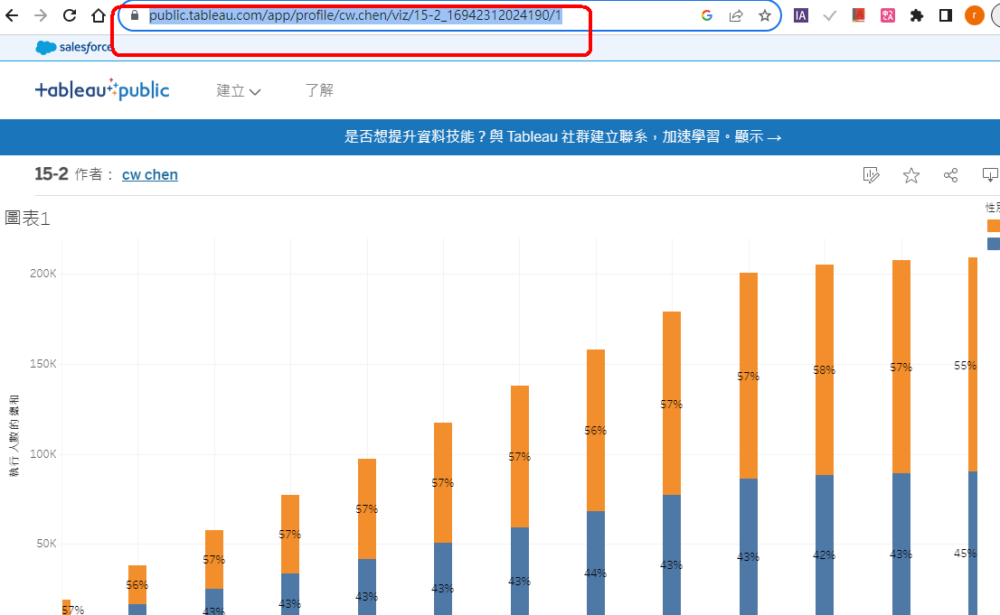 public.tableau.com/app/profile/cw.chen/viz/15-2_16942312024190/1
salesforce
tableau public
建立
了解
是否想提升資料技能？與 Tableau 社群建立聯系，加速學習。顯示 →
15-2 作者： cw chen
圖表1
執行 人數 的 總和
200K
150K
100K
50K
57%
56%
57%
43%
57%
43%
57%
43%
57%
43%
57%
43%
56%
44%
57%
43%
57%
43%
58%
42%
57%
43%
55%
45%